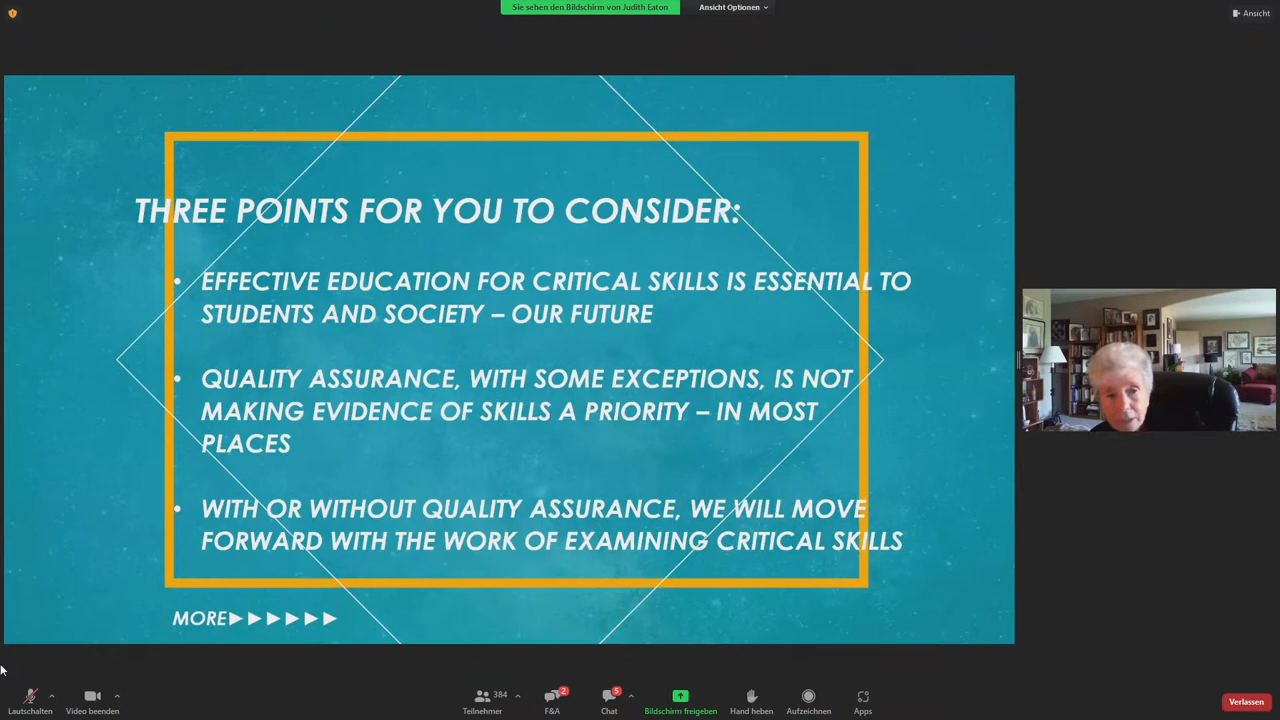 Sie sehen den Bildschirm von Judith Eaton
Ansicht Optionen
Ansicht
THREE POINTS FOR YOU TO CONSIDER:
• EFFECTIVE EDUCATION FOR CRITICAL SKILLS IS ESSENTIAL TO
STUDENTS AND SOCIETY – OUR FUTURE
• QUALITY ASSURANCE, WITH SOME EXCEPTIONS, IS NOT
MAKING EVIDENCE OF SKILLS A PRIORITY – IN MOST
PLACES
• WITH OR WITHOUT QUALITY ASSURANCE, WE WILL MOVE
FORWARD WITH THE WORK OF EXAMINING CRITICAL SKILLS
MORE►►►►►►
Lautschalten
Video beenden
384
Teilnehmer
2
F&A
5
Chat
Bildschirm freigeben
Hand heben
Aufzeichnen
Apps
Verlassen